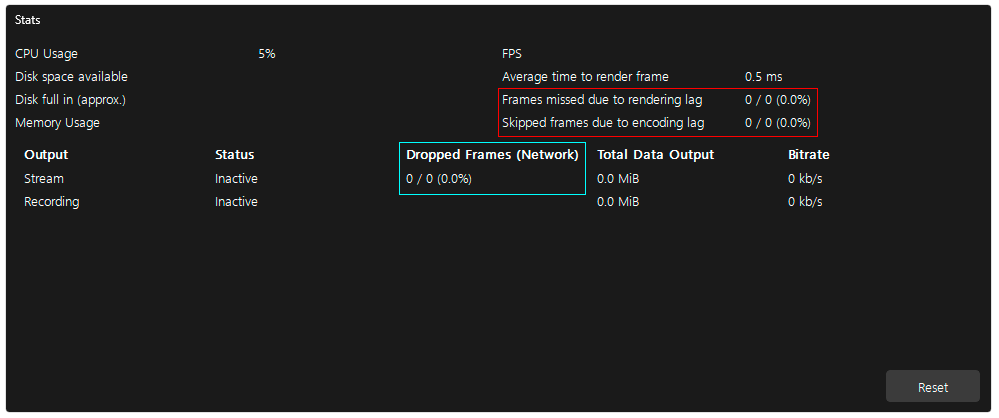 Stats
CPU Usage 5% FPS
Disk space available Average time to render frame 0.5 ms
Disk full in (approx.) Frames missed due to rendering lag 0 / 0 (0.0%)
Memory Usage Skipped frames due to encoding lag 0 / 0 (0.0%)
Output Status Dropped Frames (Network) Total Data Output Bitrate
Stream Inactive 0 / 0 (0.0%) 0.0 MiB 0 kb/s
Recording Inactive 0.0 MiB 0 kb/s
Reset